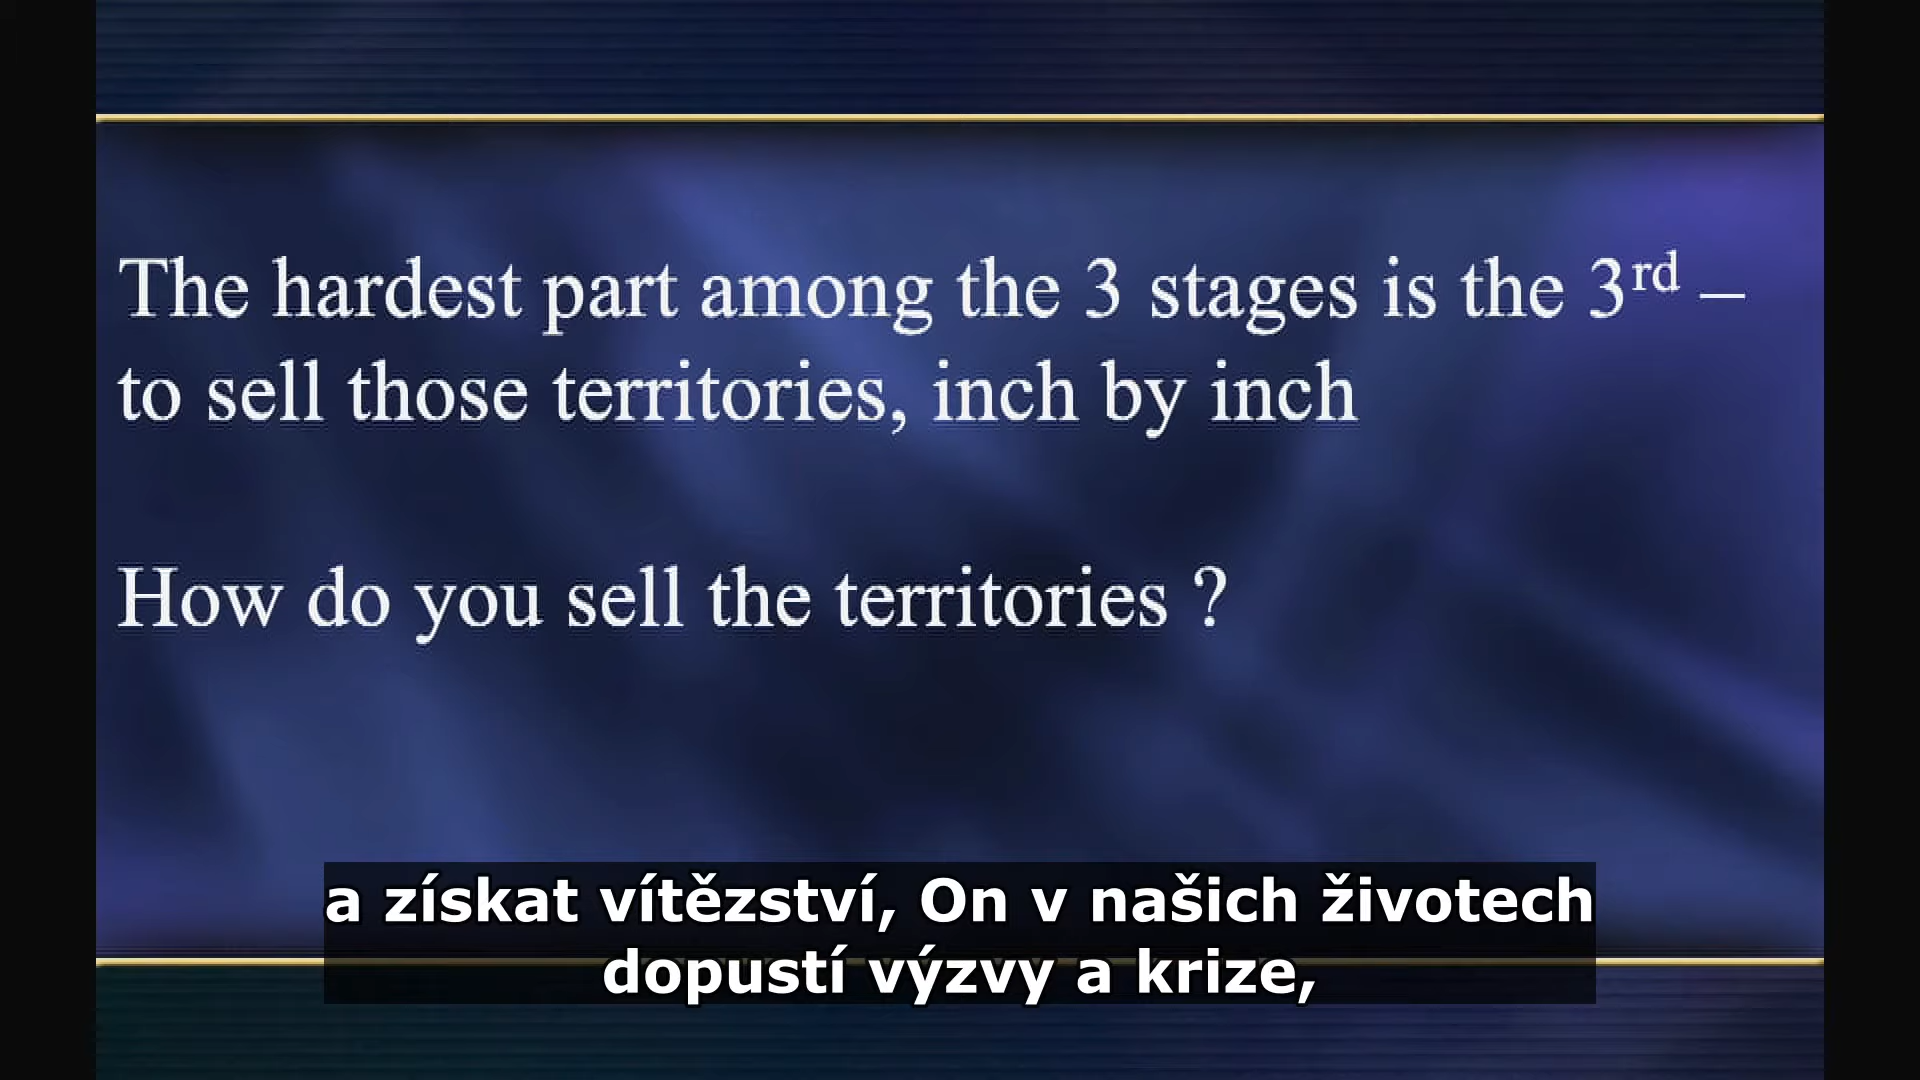 The hardest part among the 3 stages is the 3rd –
to sell those territories, inch by inch
How do you sell the territories ?
a získat vítězství, On v našich životech
dopustí výzvy a krize,